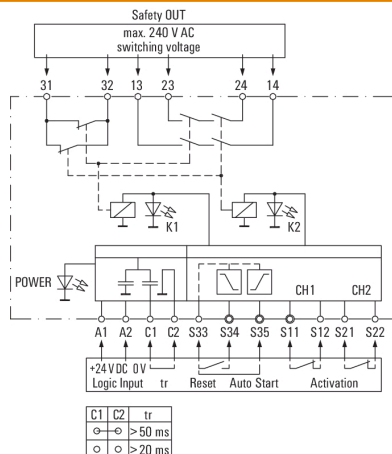 Safety OUT
max. 240 V AC
switching voltage
31 32 13 23 24 14
K1 K2
POWER
CH1 CH2
A1 A2 C1 C2 S33 S34 S35 S11 S12 S21 S22
+24 V DC 0 V
Logic Input tr Reset Auto Start Activation
C1 C2 tr
>50 ms
>20 ms